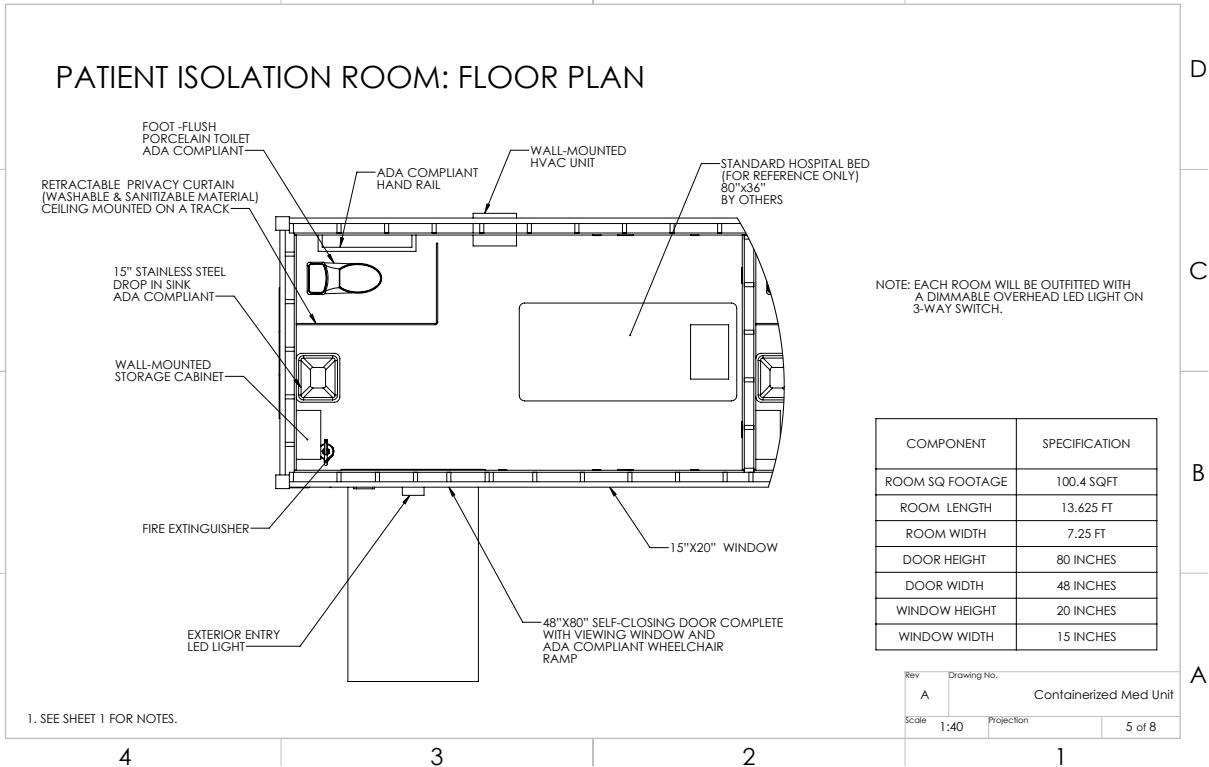 PATIENT ISOLATION ROOM: FLOOR PLAN
FOOT -FLUSH
PORCELAIN TOILET
ADA COMPLIANT
RETRACTABLE PRIVACY CURTAIN
(WASHABLE & SANITIZABLE MATERIAL)
CEILING MOUNTED ON A TRACK
ADA COMPLIANT
HAND RAIL
WALL-MOUNTED
HVAC UNIT
STANDARD HOSPITAL BED
(FOR REFERENCE ONLY)
80"x36"
BY OTHERS
15" STAINLESS STEEL
DROP IN SINK
ADA COMPLIANT
WALL-MOUNTED
STORAGE CABINET
FIRE EXTINGUISHER
EXTERIOR ENTRY
LED LIGHT
15"X20" WINDOW
48"X80" SELF-CLOSING DOOR COMPLETE
WITH VIEWING WINDOW AND
ADA COMPLIANT WHEELCHAIR
RAMP
NOTE: EACH ROOM WILL BE OUTFITTED WITH
A DIMMABLE OVERHEAD LED LIGHT ON
3-WAY SWITCH.
COMPONENT SPECIFICATION
ROOM SQ FOOTAGE 100.4 SQFT
ROOM LENGTH 13.625 FT
ROOM WIDTH 7.25 FT
DOOR HEIGHT 80 INCHES
DOOR WIDTH 48 INCHES
WINDOW HEIGHT 20 INCHES
WINDOW WIDTH 15 INCHES
Rev Drawing No.
A Containerized Med Unit
Scale 1:40 Projection 5 of 8
1. SEE SHEET 1 FOR NOTES.
D
C
B
A
4 3 2 1